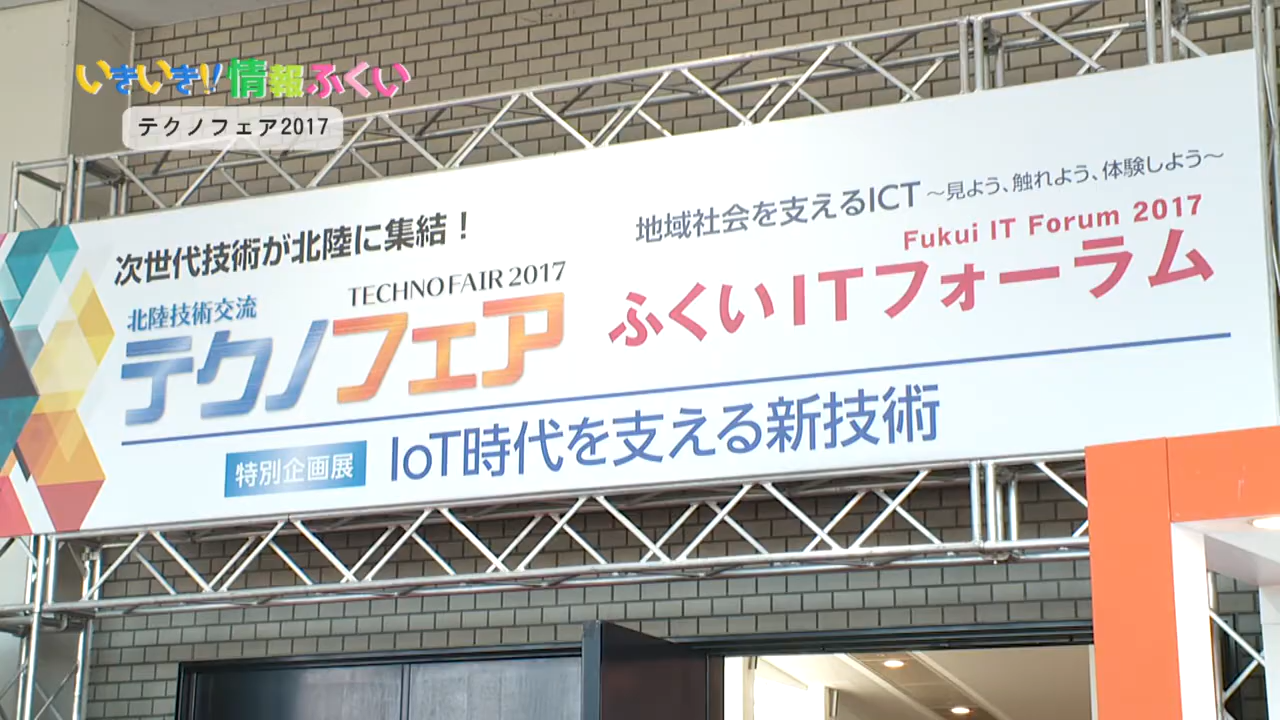 いきいき!!情報ふくい
テクノフェア2017
次世代技術が北陸に集結！
北陸技術交流
TECHNO FAIR 2017
テクノフェア
地域社会を支えるICT ～見よう、触れよう、体験しよう～
Fukui IT Forum 2017
ふくいITフォーラム
特別企画展 IoT時代を支える新技術